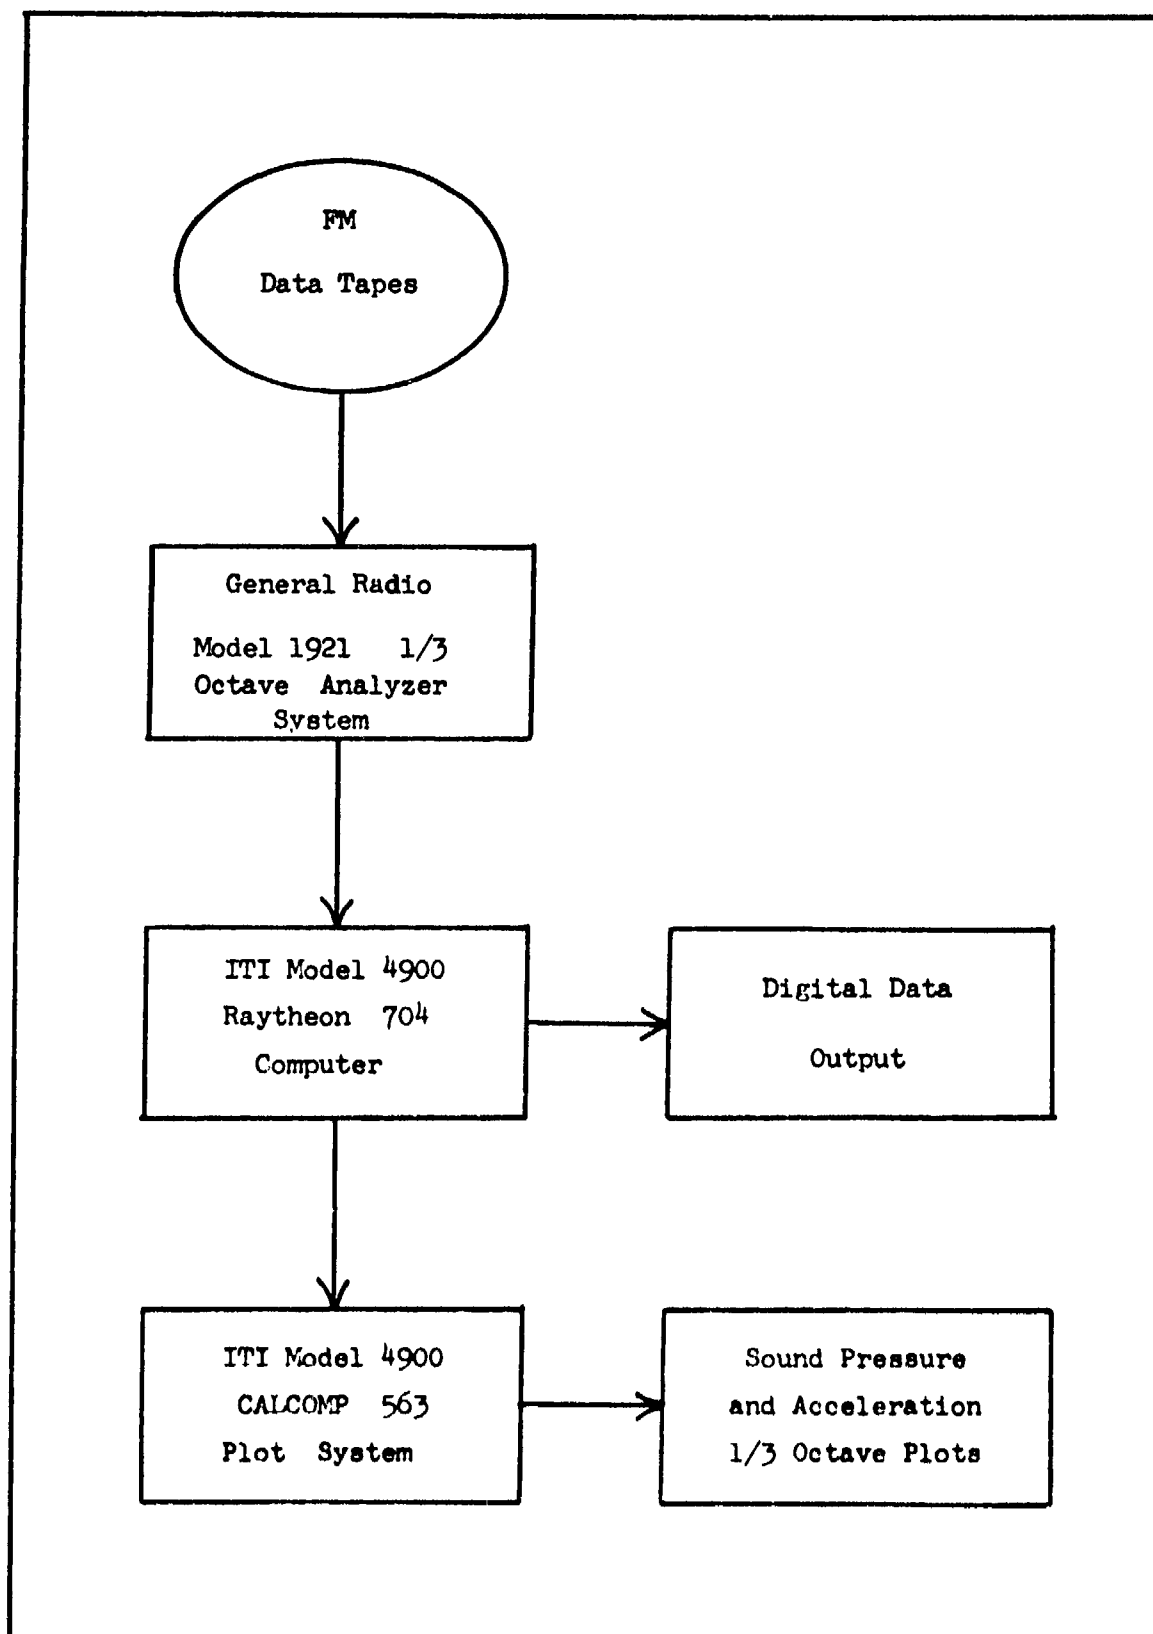 FM
Data Tapes
General Radio
Model 1921 1/3
Octave Analyzer
System
ITI Model 4900
Raytheon 704
Computer
Digital Data
Output
ITI Model 4900
CALCOMP 563
Plot System
Sound Pressure
and Acceleration
1/3 Octave Plots